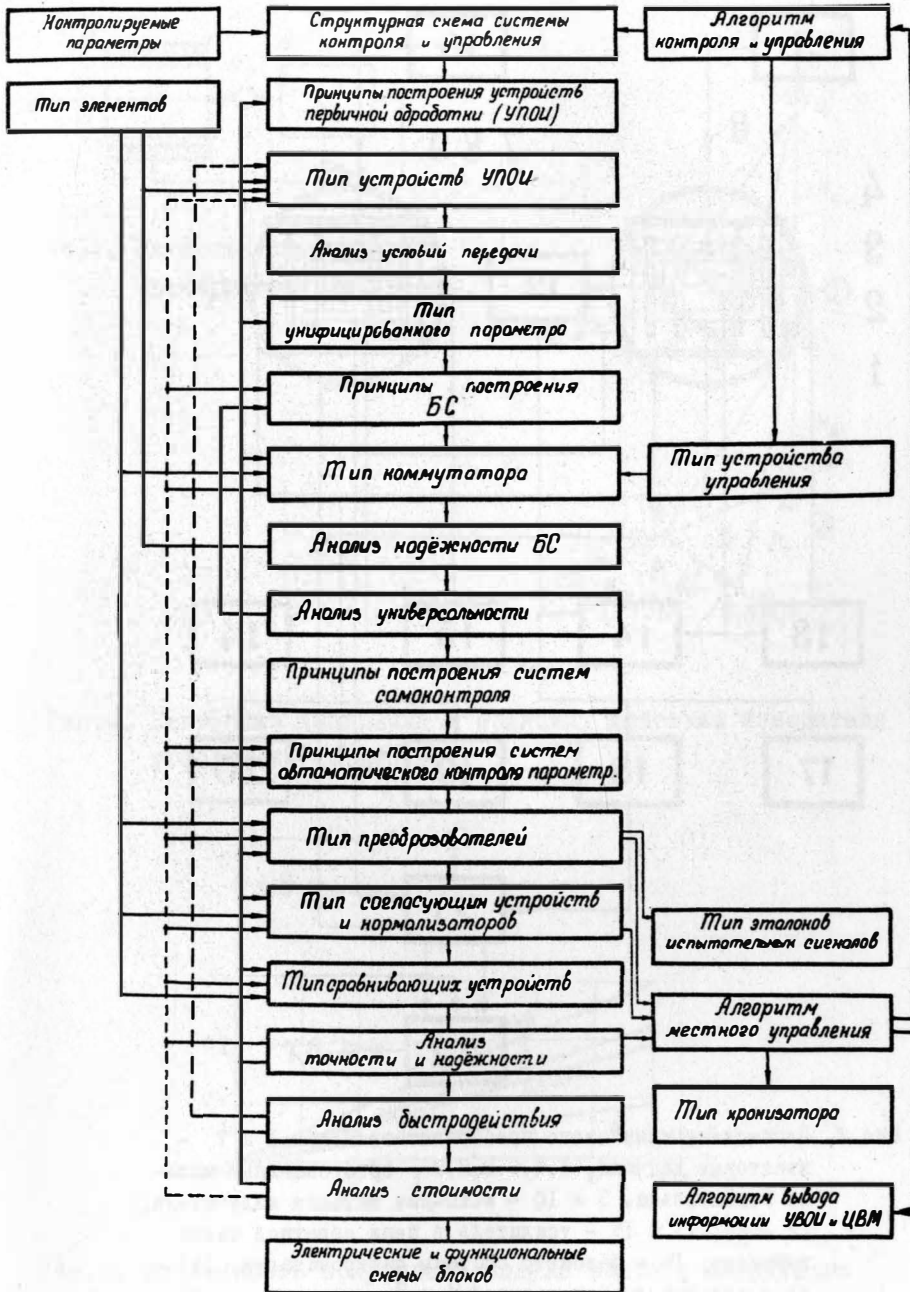 Контролируемые
параметры
Структурная схема системы
контроля и управления
Алгоритм
контроля и управления
Тип элементов
Принципы построения устройств
первичной обработки (УПОИ)
Тип устройств УПОИ
Анализ условий передачи
Тип
унифицированного параметра
Принципы построения
БС
Тип коммутатора
Тип устройства
управления
Анализ надёжности БС
Анализ универсальности
Принципы построения систем
самоконтроля
Принципы построения систем
автоматического контроля параметр.
Тип преобразователей
Тип согласующих устройств
и нормализаторов
Тип эталонов
испытательных сигналов
Тип сравнивающих устройств
Алгоритм
местного управления
Анализ
точности и надёжности
Анализ быстродействия
Тип хронизатора
Анализ стоимости
Алгоритм вывода
информации УВОИ и ЦВМ
Электрические и функциональные
схемы блоков